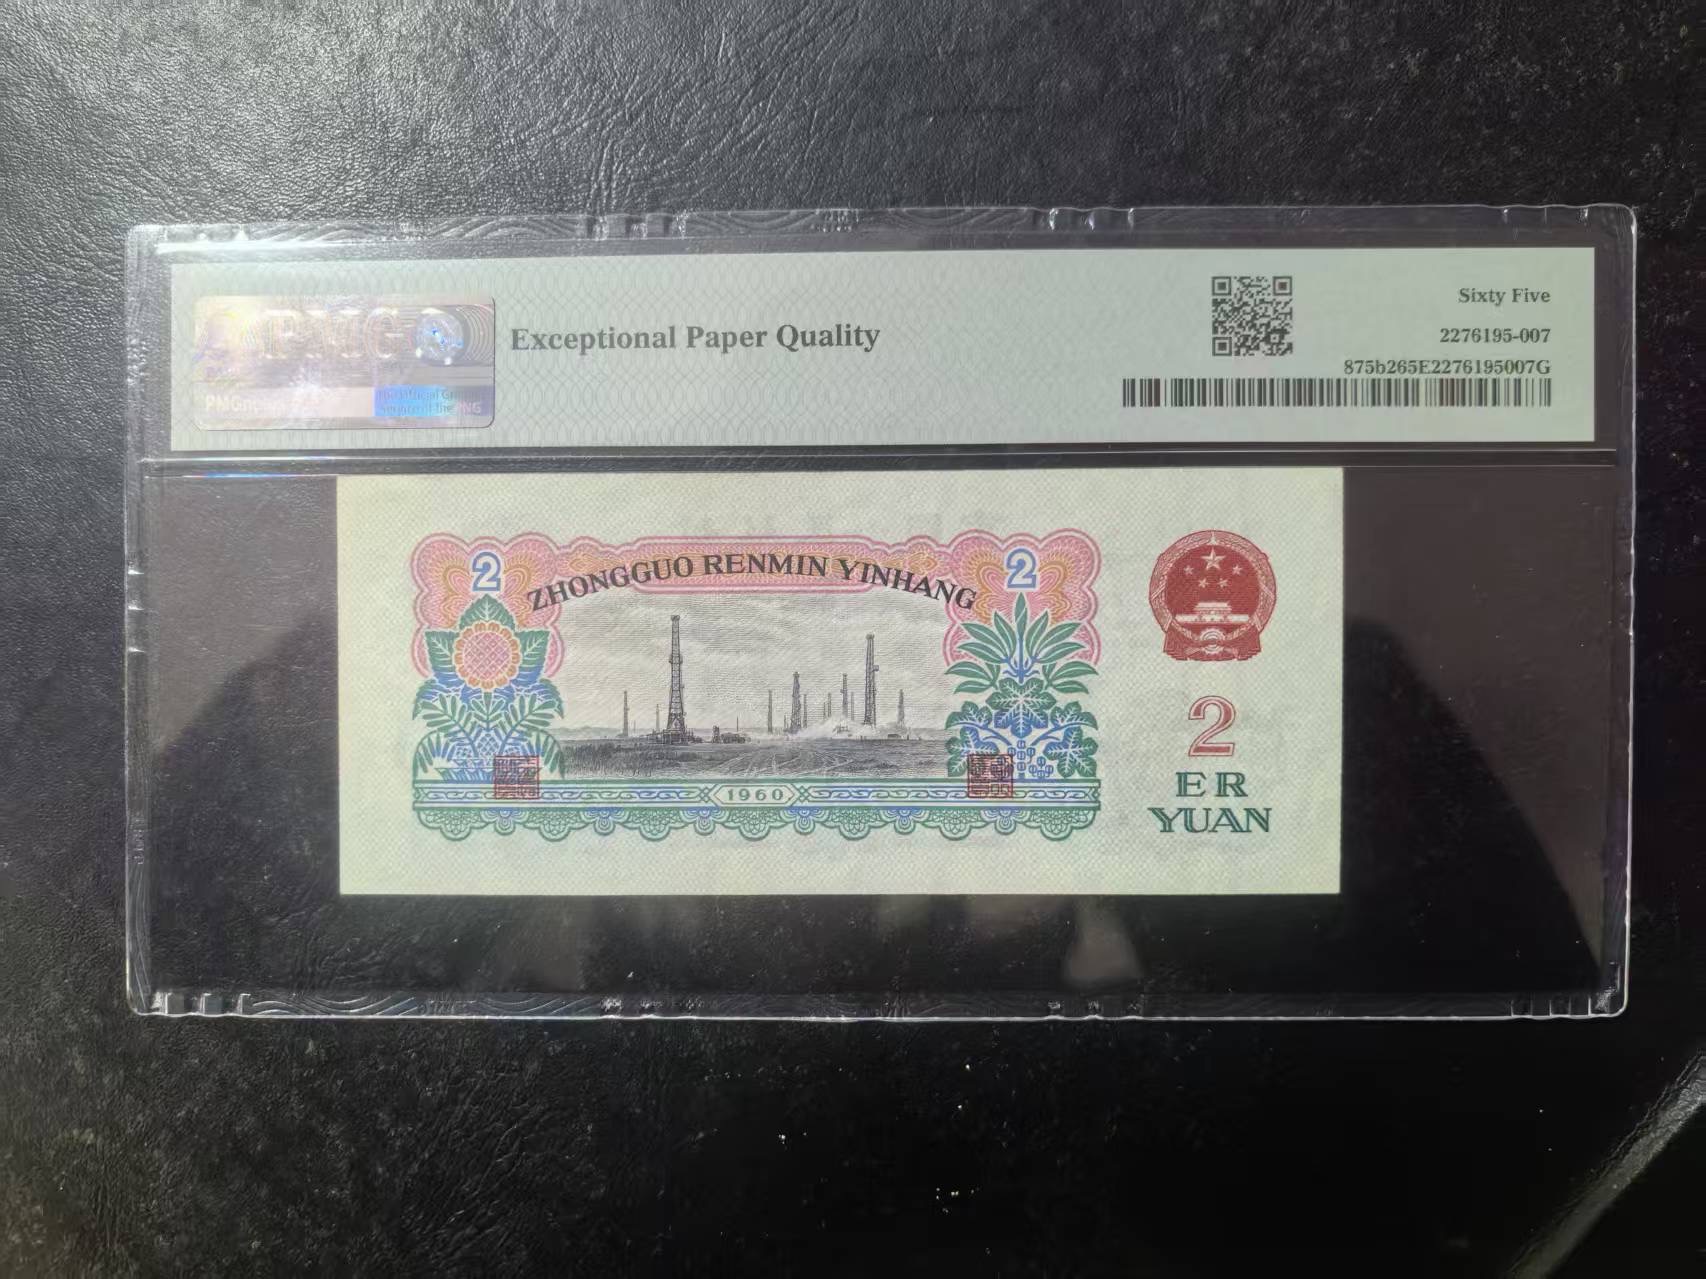 PMG
Exceptional Paper Quality
Sixty Five
2276195-007
875b265E2276195007G
2
ZHONGGUO RENMIN YINHANG
2
1960
2
ER
YUAN